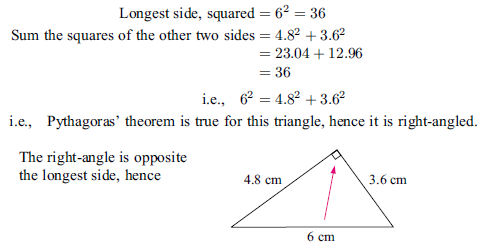 Longest side, squared = 6² = 36
Sum the squares of the other two sides = 4.8² + 3.6²
= 23.04 + 12.96
= 36
i.e., 6² = 4.8² + 3.6²
i.e., Pythagoras’ theorem is true for this triangle, hence it is right-angled.
The right-angle is opposite
the longest side, hence
4.8 cm
3.6 cm
6 cm